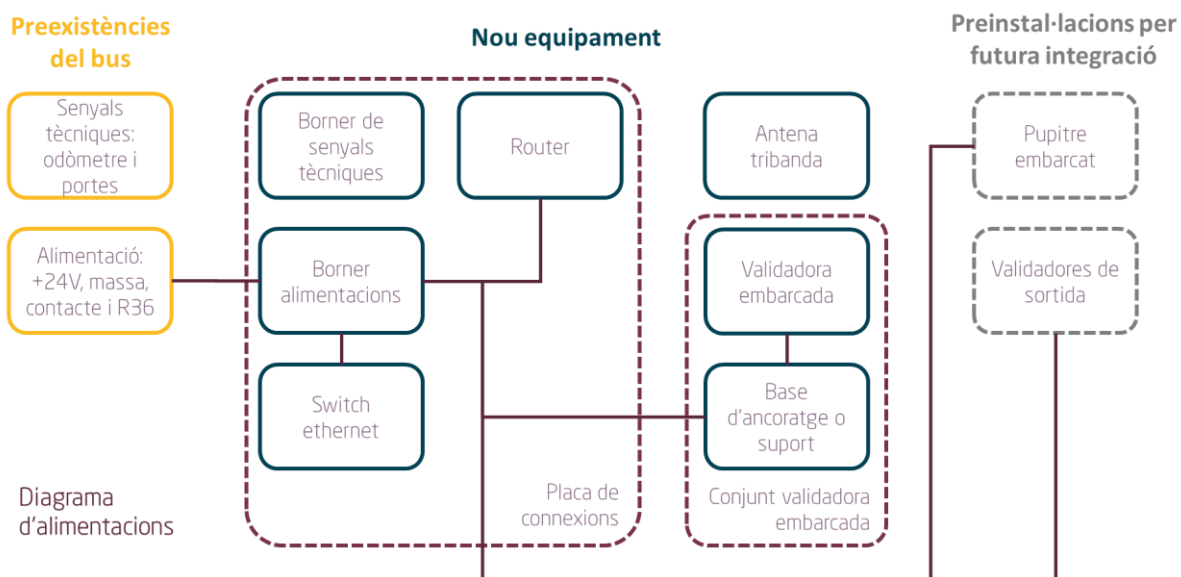 Preexistències
del bus
Nou equipament
Preinstal·lacions per
futura integració
Senyals
tècniques:
odòmetre i
portes
Borner de
senyals
tècniques
Router
Antena
tribanda
Pupitre
embarcat
Alimentació:
+24V, massa,
contacte i R36
Borner
alimentacions
Validadora
embarcada
Validadores de
sortida
Switch
ethernet
Base
d'ancoratge o
suport
Diagrama
d'alimentacions
Placa de
connexions
Conjunt validadora
embarcada